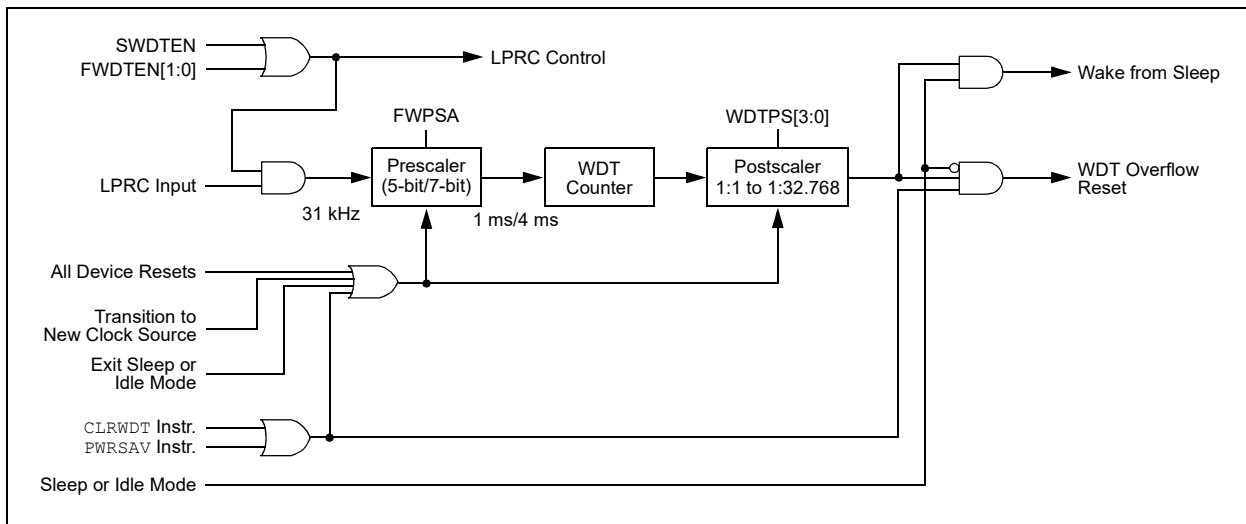 SWDTEN
FWDTEN[1:0]
LPRC Control
Wake from Sleep
FWPSA
WDTPS[3:0]
LPRC Input
Prescaler
(5-bit/7-bit)
WDT
Counter
Postscaler
1:1 to 1:32.768
WDT Overflow
Reset
31 kHz
1 ms/4 ms
All Device Resets
Transition to
New Clock Source
Exit Sleep or
Idle Mode
CLRWDT Instr.
PWRSAV Instr.
Sleep or Idle Mode